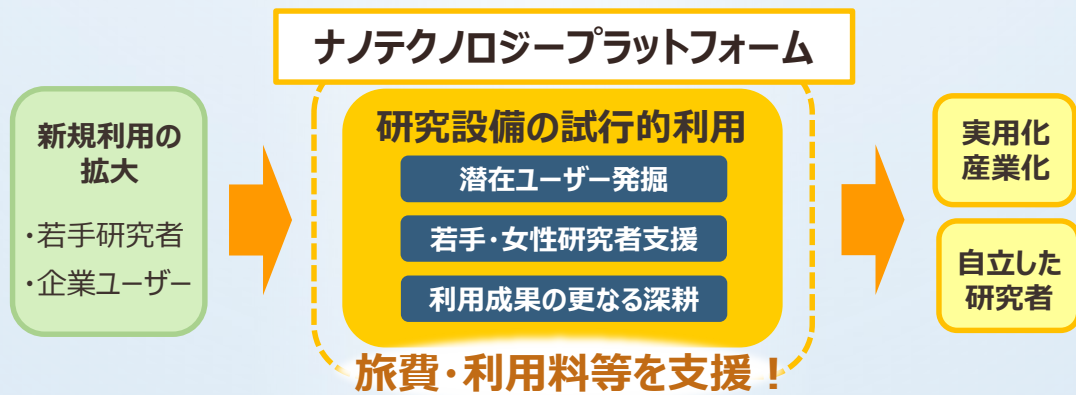 ナノテクノロジープラットフォーム
新規利用の
拡大
・若手研究者
・企業ユーザー
研究設備の試行的利用
潜在ユーザー発掘
若手・女性研究者支援
利用成果の更なる深耕
旅費・利用料等を支援！
実用化
産業化
自立した
研究者